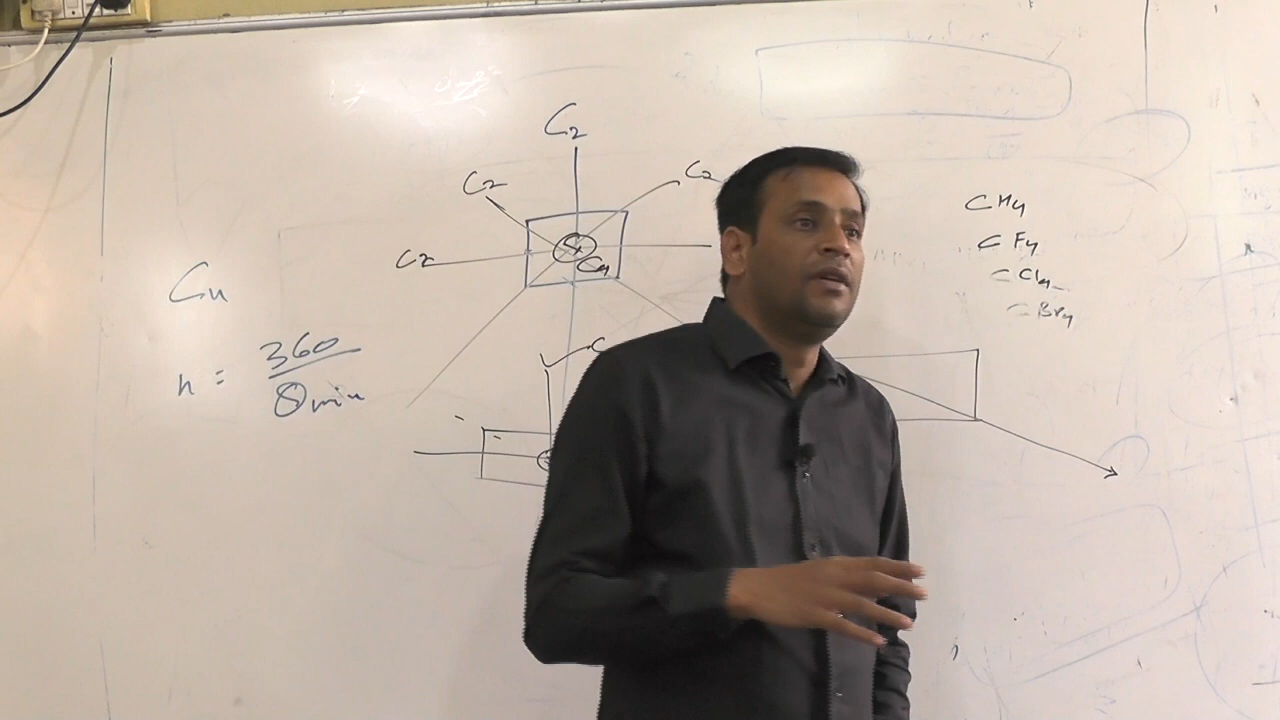 C₂
C₂
C₂
C₂
C₄
Cn
n = 360/θmin
C
CH₄
CF₄
CCl₄
CBr₄